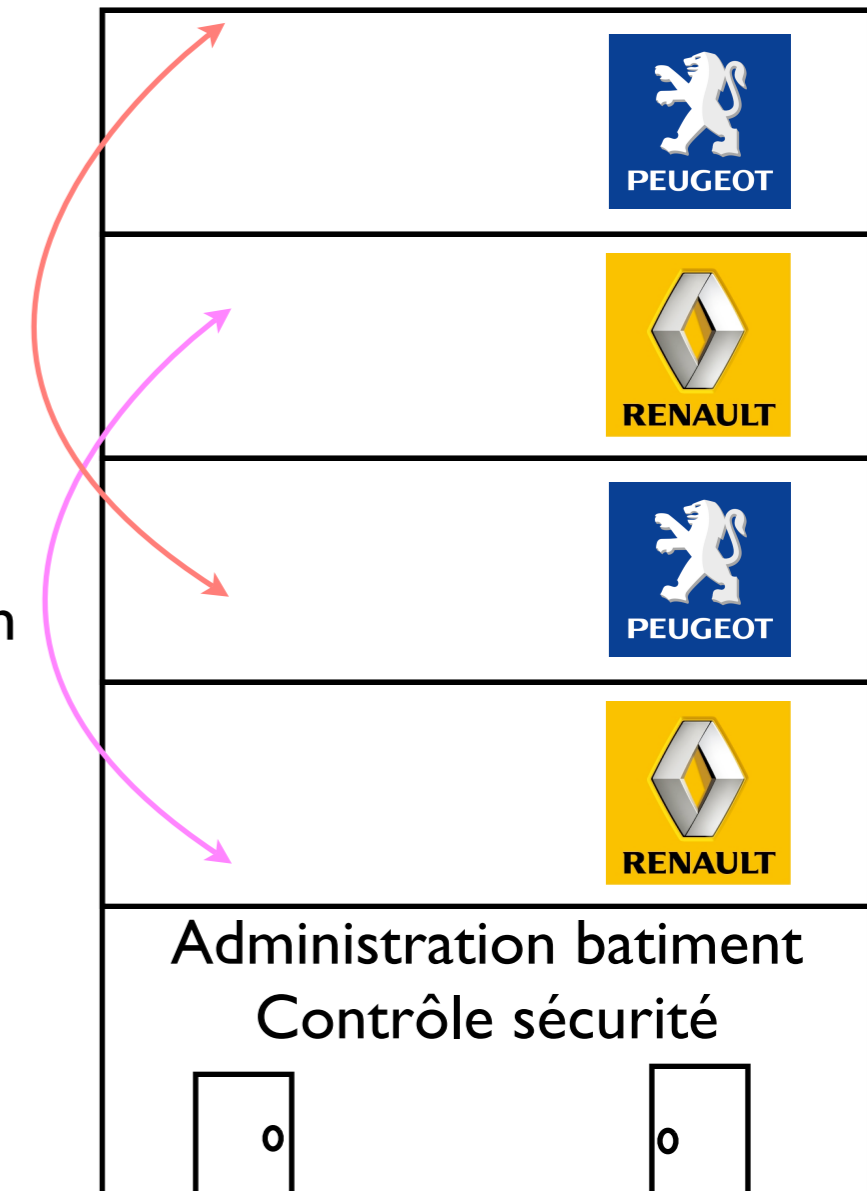 PEUGEOT
RENAULT
PEUGEOT
n
RENAULT
Administration batiment
Contrôle sécurité